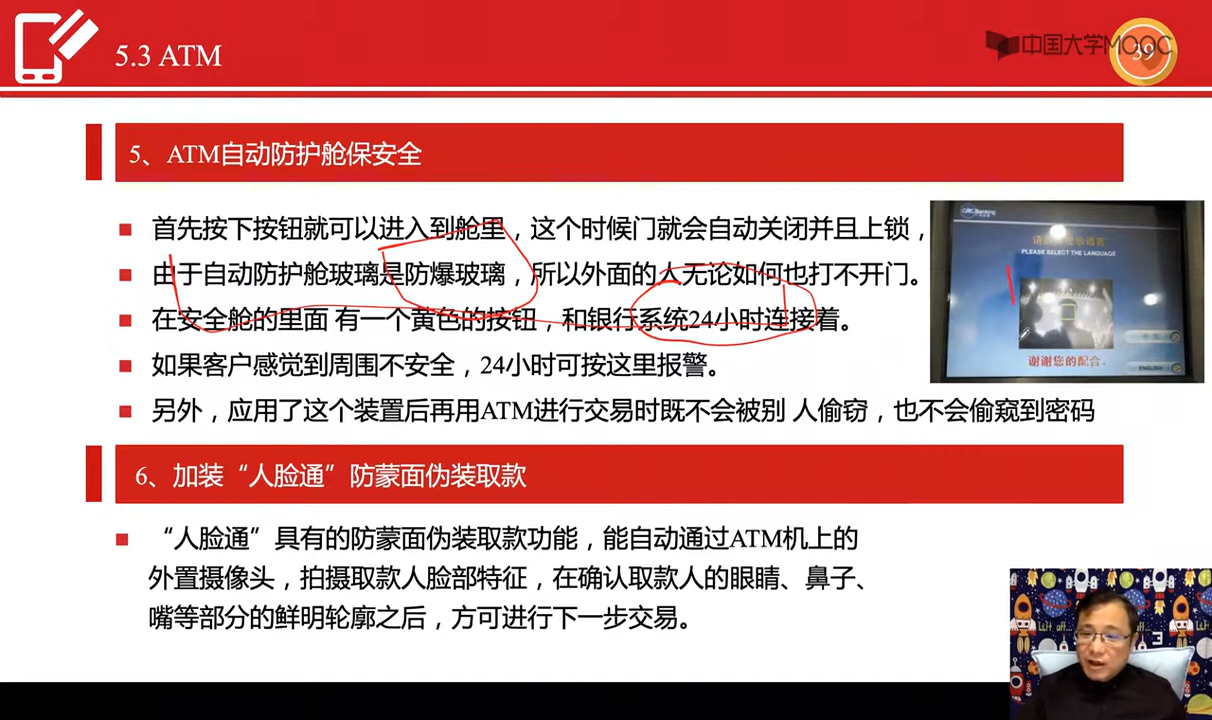 5.3 ATM
中国大学MOOC
39
5、ATM自动防护舱保安全
首先按下按钮就可以进入到舱里，这个时候门就会自动关闭并且上锁，
由于自动防护舱玻璃是防爆玻璃，所以外面的人无论如何也打不开门。
在安全舱的里面 有一个黄色的按钮，和银行系统24小时连接着。
如果客户感觉到周围不安全，24小时可按这里报警。
另外，应用了这个装置后再用ATM进行交易时既不会被别 人偷窃，也不会偷窥到密码
Banking
PLEASE SELECT THE LANGUAGE
谢谢您的配合。
ENGLISH
6、加装“人脸通”防蒙面伪装取款
“人脸通”具有的防蒙面伪装取款功能，能自动通过ATM机上的
外置摄像头，拍摄取款人脸部特征，在确认取款人的眼睛、鼻子、
嘴等部分的鲜明轮廓之后，方可进行下一步交易。